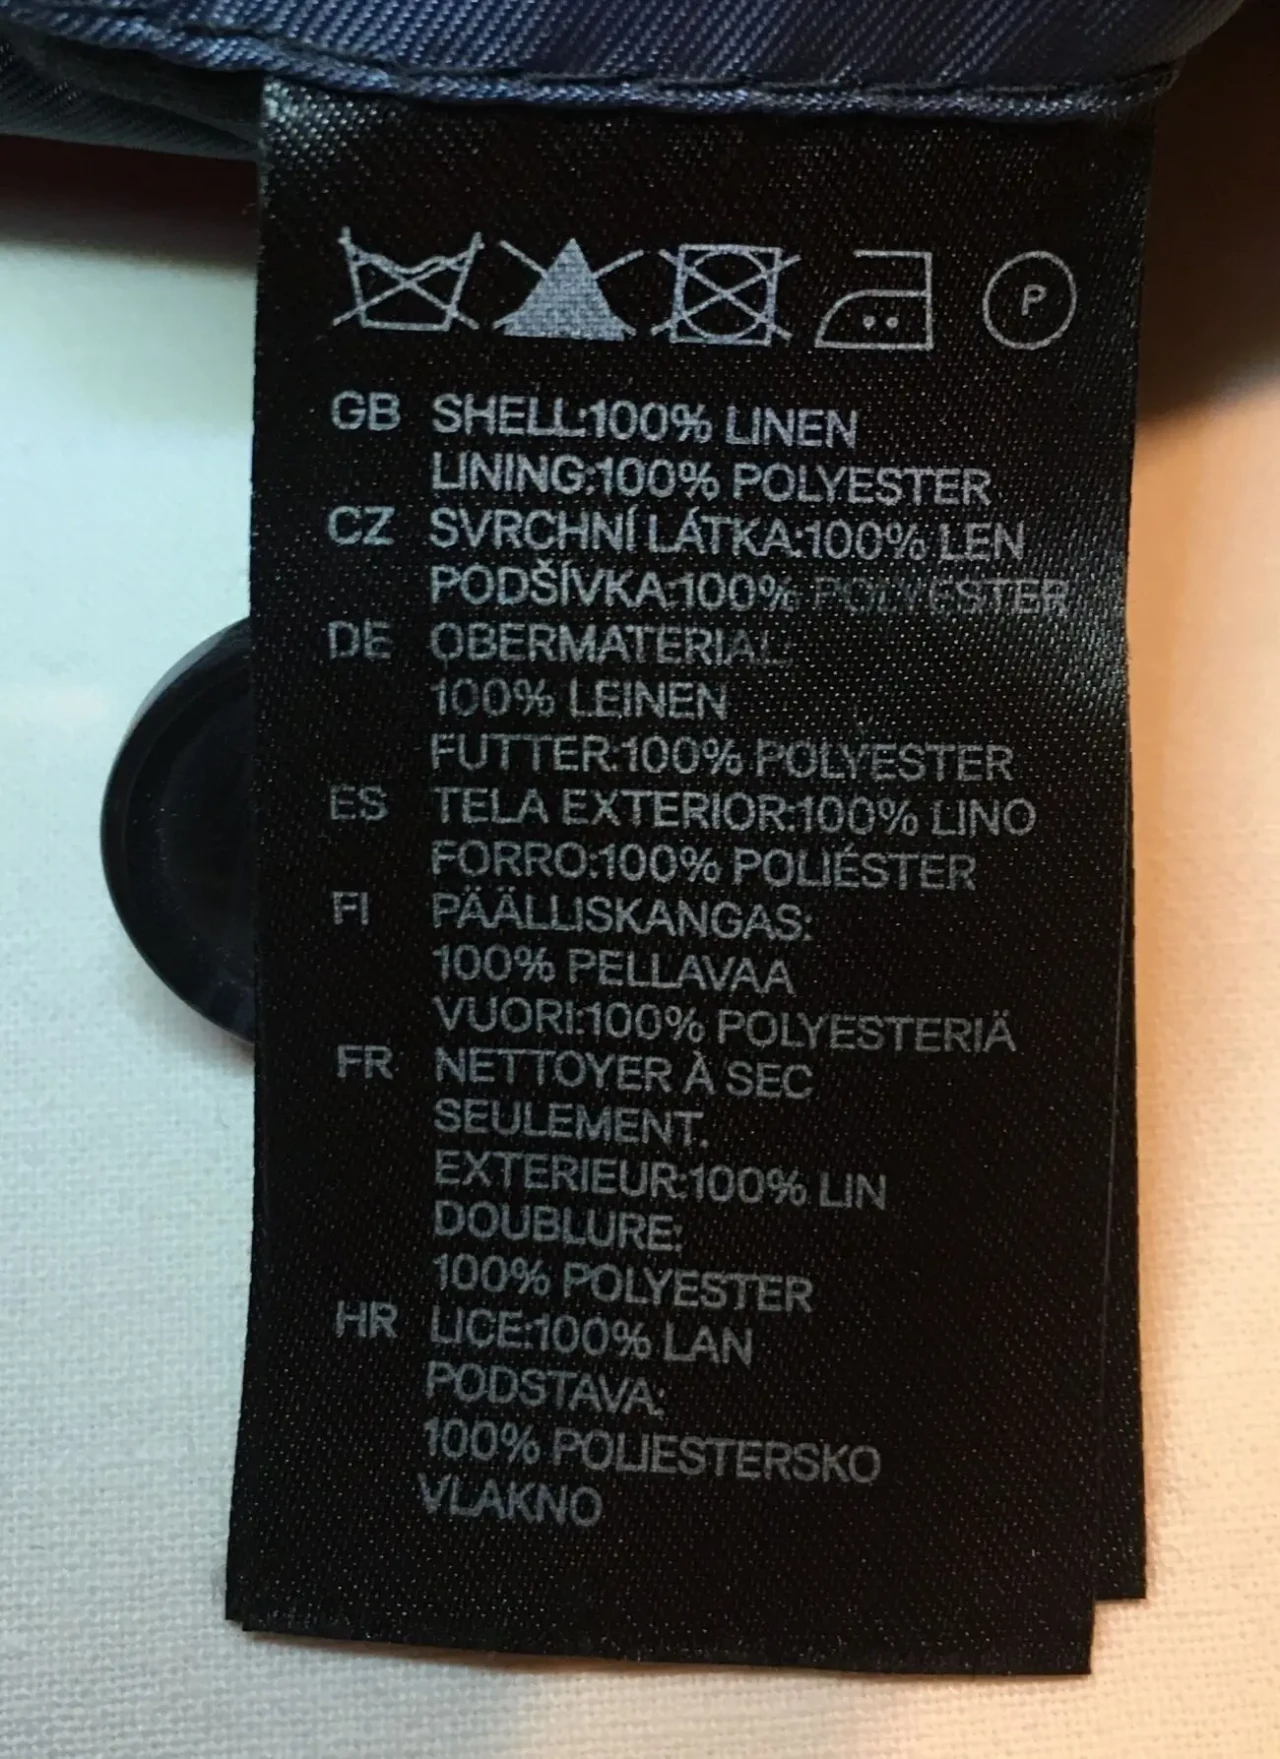 P
GB SHELL:100% LINEN
LINING:100% POLYESTER
CZ SVRCHNÍ LÁTKA:100% LEN
PODŠÍVKA:100% POLYESTER
DE OBERMATERIAL:
100% LEINEN
FUTTER:100% POLYESTER
ES TELA EXTERIOR:100% LINO
FORRO:100% POLIÉSTER
FI PÄÄLLISKANGAS:
100% PELLAVAA
VUORI:100% POLYESTERIÄ
FR NETTOYER À SEC
SEULEMENT.
EXTERIEUR:100% LIN
DOUBLURE:
100% POLYESTER
HR LICE:100% LAN
PODSTAVA:
100% POLIESTERSKO
VLAKNO